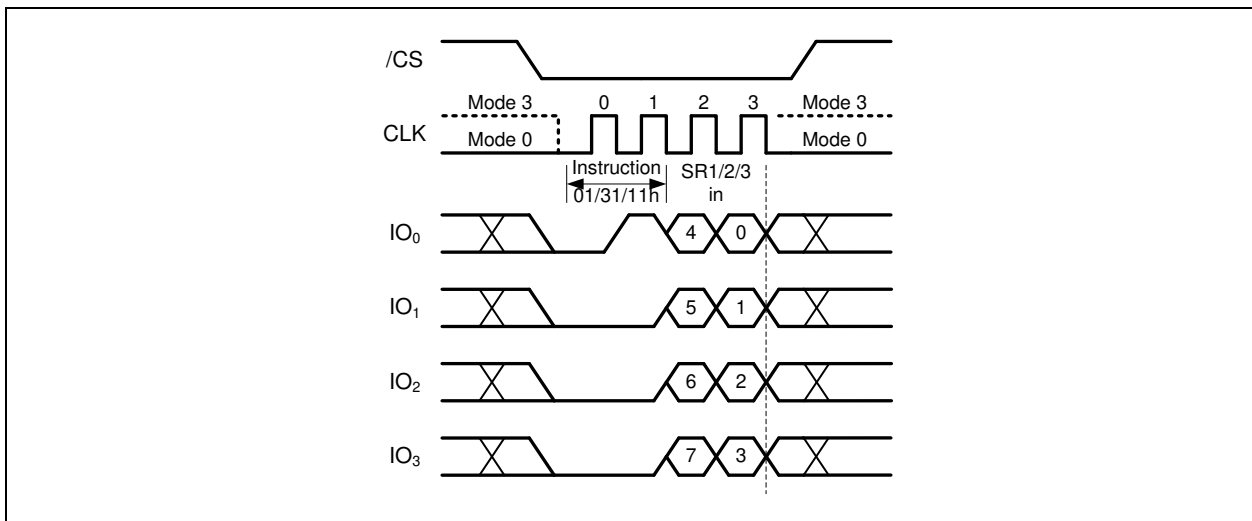 /CS
Mode 3 0 1 2 3 Mode 3
CLK
Mode 0 Mode 0
Instruction SR1/2/3
01/31/11h in
IO₀ 4 0
IO₁ 5 1
IO₂ 6 2
IO₃ 7 3